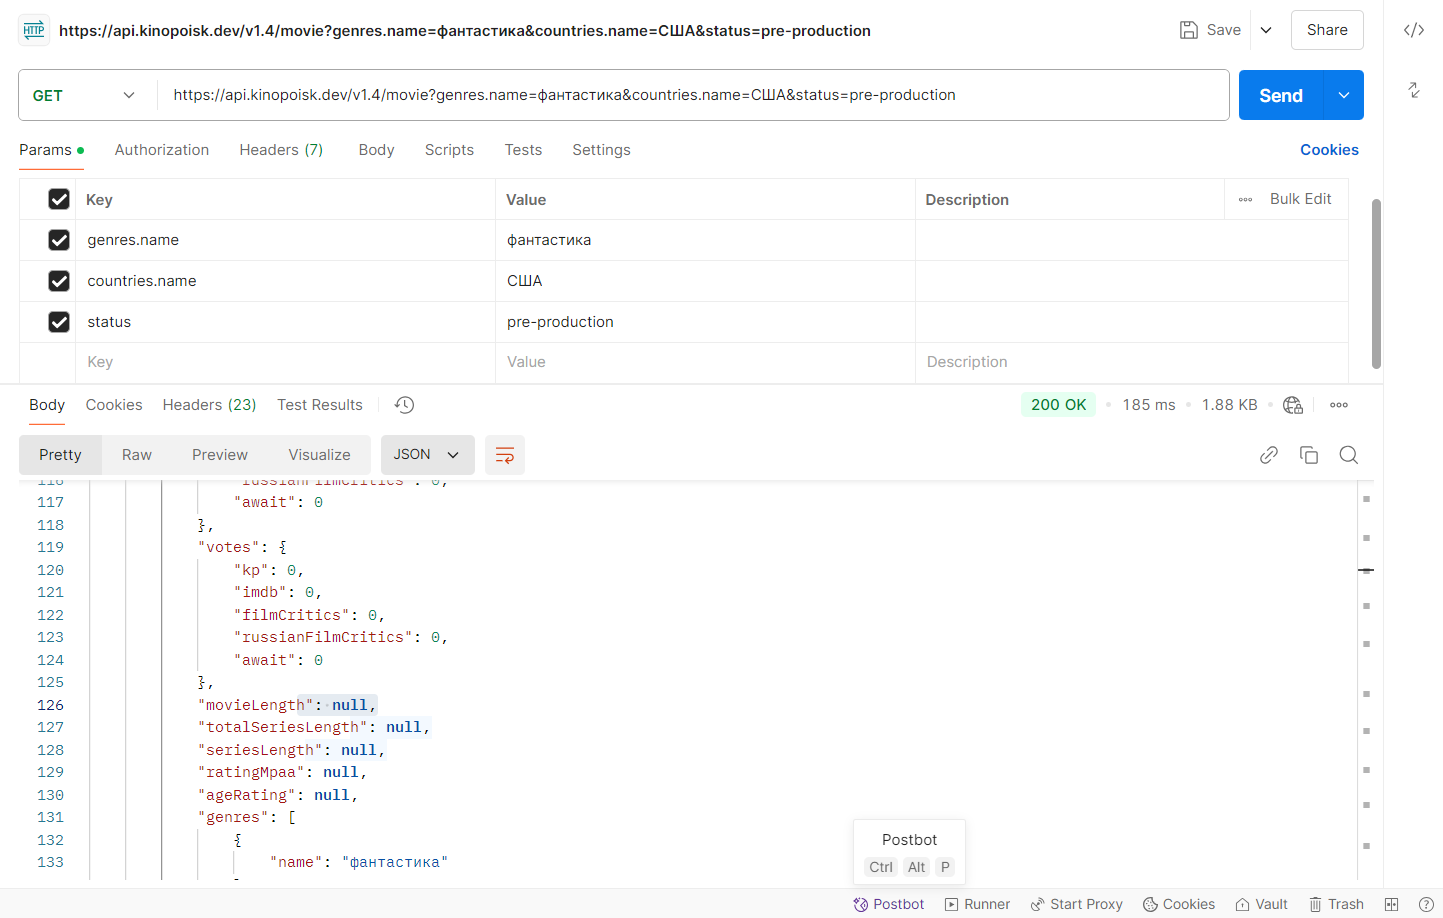 HTTP https://api.kinopoisk.dev/v1.4/movie?genres.name=фантастика&countries.name=США&status=pre-production Save Share
GET https://api.kinopoisk.dev/v1.4/movie?genres.name=фантастика&countries.name=США&status=pre-production Send
Params Authorization Headers (7) Body Scripts Tests Settings Cookies
Key Value Description Bulk Edit
genres.name фантастика
countries.name США
status pre-production
Key Value Description
Body Cookies Headers (23) Test Results 200 OK 185 ms 1.88 KB
Pretty Raw Preview Visualize JSON
116 "russianFilmCritics": 0,
117 "await": 0
118 },
119 "votes": {
120 "kp": 0,
121 "imdb": 0,
122 "filmCritics": 0,
123 "russianFilmCritics": 0,
124 "await": 0
125 },
126 "movieLength": null,
127 "totalSeriesLength": null,
128 "seriesLength": null,
129 "ratingMpaa": null,
130 "ageRating": null,
131 "genres": [
132 {
133 "name": "фантастика"
Postbot
Ctrl Alt P
Postbot Runner Start Proxy Cookies Vault Trash